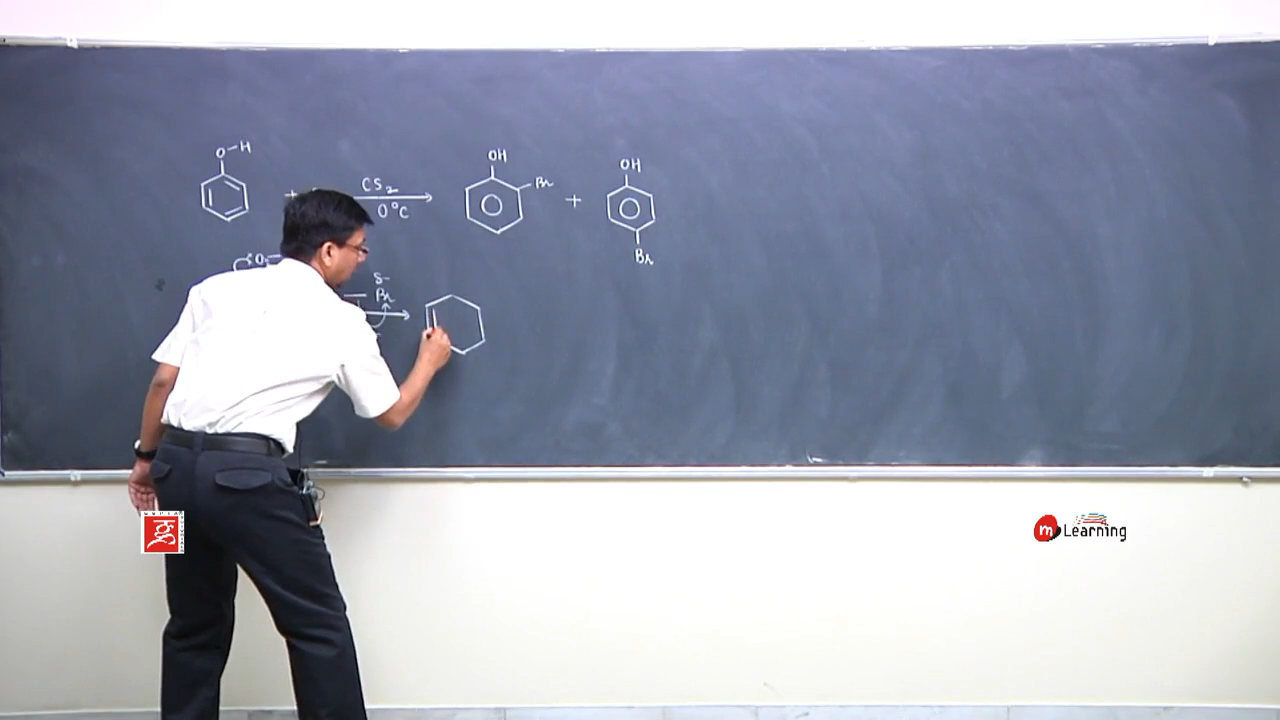 O-H
OH
OH
+
CS₂
0°C
Br
+
Br
O
δ-
Br
m Learning